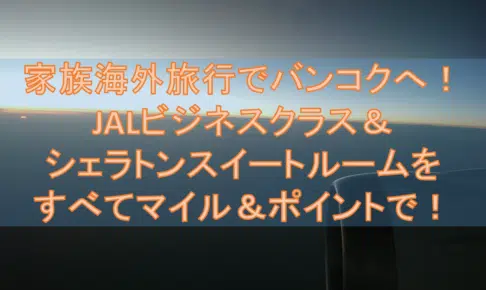 家族海外旅行でバンコクへ！
JALビジネスクラス＆
シェラトンスイートルームを
すべてマイル＆ポイントで！